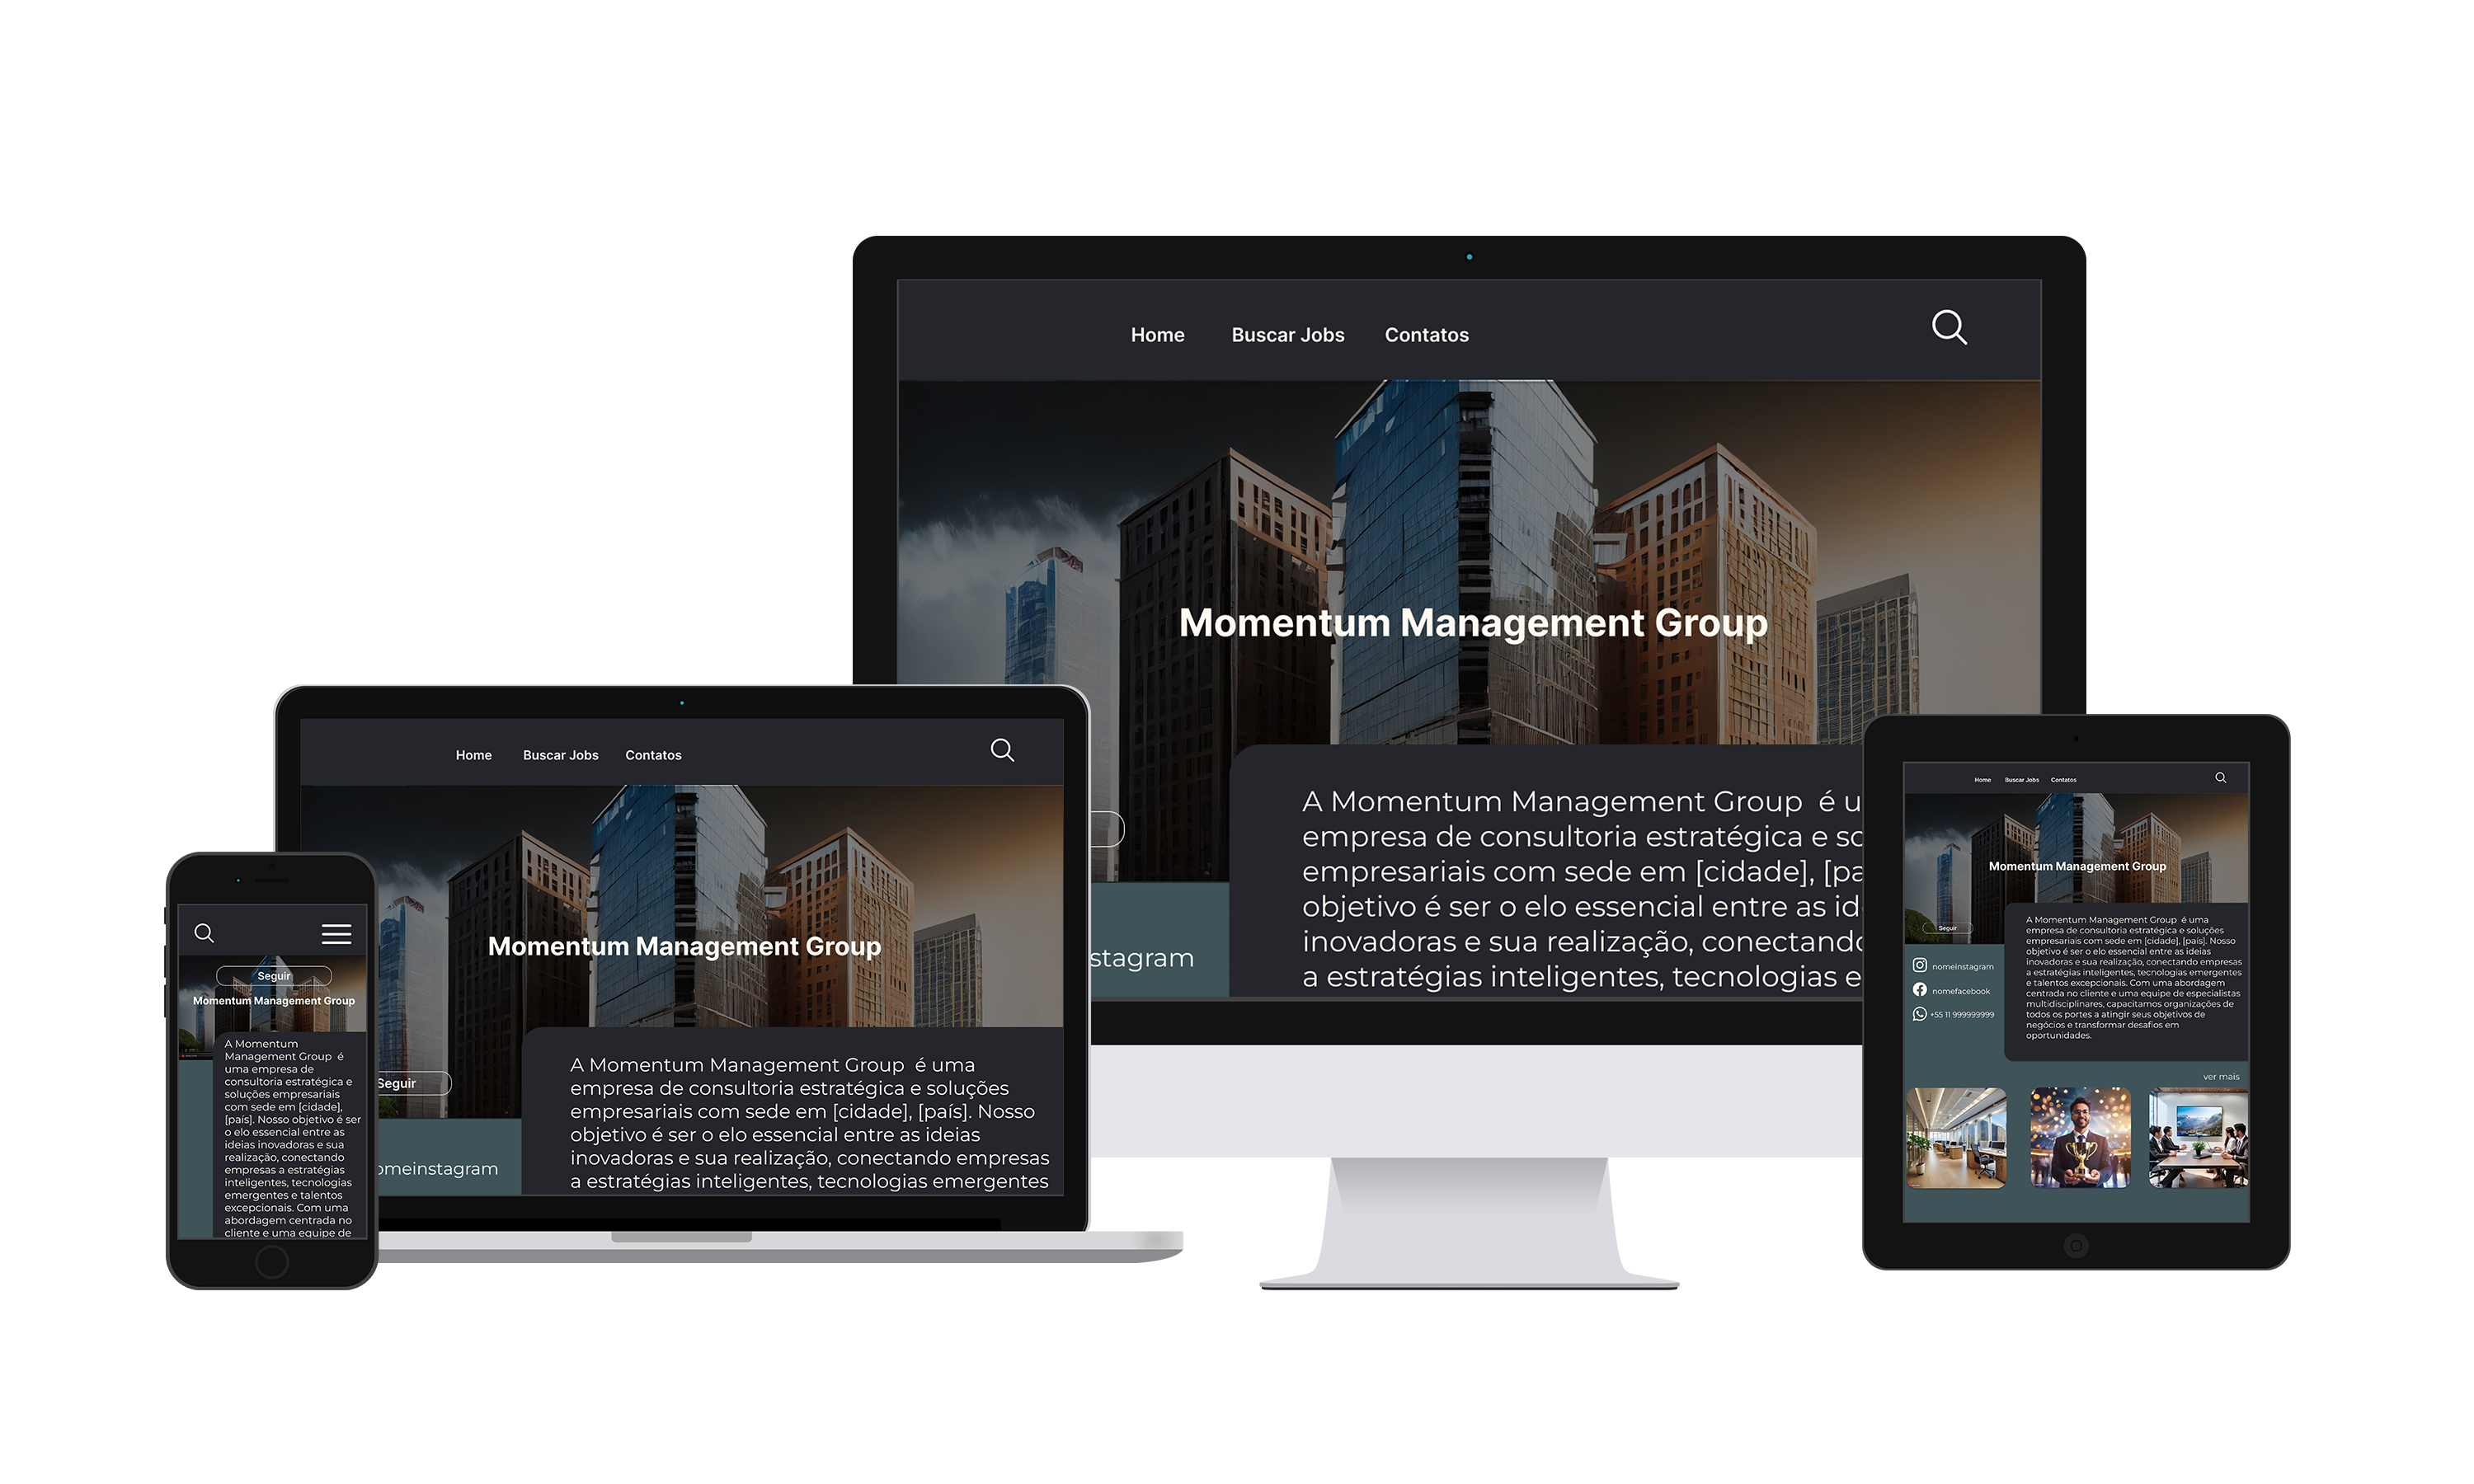 Home Buscar Jobs Contatos
Momentum Management Group
A Momentum Management Group é u
empresa de consultoria estratégica e so
empresariais com sede em [cidade], [pa
objetivo é ser o elo essencial entre as id
inovadoras e sua realização, conectando
a estratégias inteligentes, tecnologias e
stagram
Home Buscar Jobs Contatos
Momentum Management Group
Seguir
A Momentum Management Group é uma
empresa de consultoria estratégica e soluções
empresariais com sede em [cidade], [país]. Nosso
objetivo é ser o elo essencial entre as ideias
inovadoras e sua realização, conectando empresas
a estratégias inteligentes, tecnologias emergentes
omeinstagram
Seguir
Momentum Management Group
A Momentum
Management Group é
uma empresa de
consultoria estratégica e
soluções empresariais
com sede em [cidade],
[país]. Nosso objetivo é ser
o elo essencial entre as
ideias inovadoras e sua
realização, conectando
empresas a estratégias
inteligentes, tecnologias
emergentes e talentos
excepcionais. Com uma
abordagem centrada no
cliente e uma equipe de
Home Buscar Jobs Contatos
Momentum Management Group
Seguir
nomeinstagram
nomefacebook
+55 11 999999999
A Momentum Management Group é uma
empresa de consultoria estratégica e soluções
empresariais com sede em [cidade], [país]. Nosso
objetivo é ser o elo essencial entre as ideias
inovadoras e sua realização, conectando empresas
a estratégias inteligentes, tecnologias emergentes
e talentos excepcionais. Com uma abordagem
centrada no cliente e uma equipe de especialistas
multidisciplinares, capacitamos organizações de
todos os portes a atingir seus objetivos de
negócios e transformar desafios em
oportunidades.
ver mais